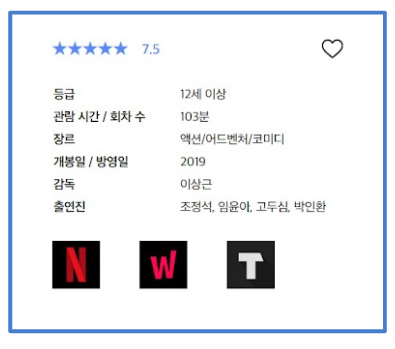 ★★★★★ 7.5
등급 12세 이상
관람 시간 / 회차 수 103분
장르 액션/어드벤처/코미디
개봉일 / 방영일 2019
감독 이상근
출연진 조정석, 임윤아, 고두심, 박인환
N W T